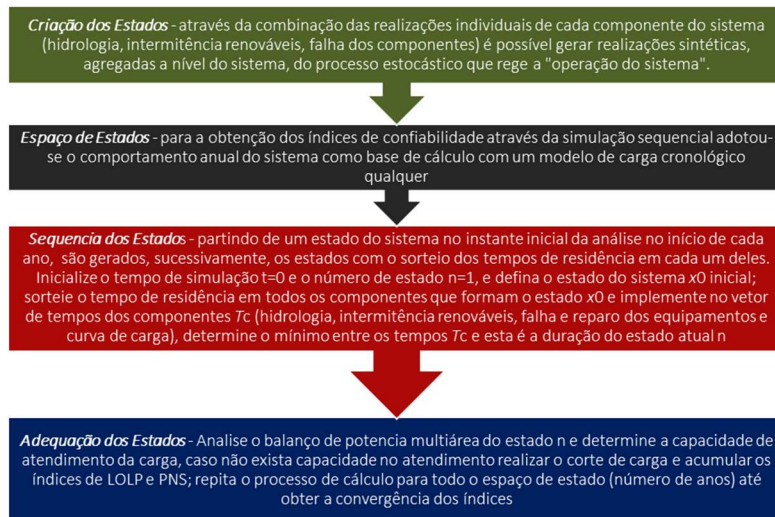 Criação dos Estados - através da combinação das realizações individuais de cada componente do sistema
(hidrologia, intermitência renováveis, falha dos componentes) é possível gerar realizações sintéticas,
agregadas a nível do sistema, do processo estocástico que rege a "operação do sistema".
Espaço de Estados - para a obtenção dos índices de confiabilidade através da simulação sequencial adotou-
se o comportamento anual do sistema como base de cálculo com um modelo de carga cronológico
qualquer
Sequencia dos Estados - partindo de um estado do sistema no instante inicial da análise no início de cada
ano, são gerados, sucessivamente, os estados com o sorteio dos tempos de residência em cada um deles.
Inicialize o tempo de simulação t=0 e o número de estado n=1, e defina o estado do sistema x0 inicial;
sorteie o tempo de residência em todos os componentes que formam o estado x0 e implemente no vetor
de tempos dos componentes Tc (hidrologia, intermitência renováveis, falha e reparo dos equipamentos e
curva de carga), determine o mínimo entre os tempos Tc e esta é a duração do estado atual n
Adequação dos Estados - Analise o balanço de potencia multiárea do estado n e determine a capacidade de
atendimento da carga, caso não exista capacidade no atendimento realizar o corte de carga e acumular os
índices de LOLP e PNS; repita o processo de cálculo para todo o espaço de estado (número de anos) até
obter a convergência dos índices